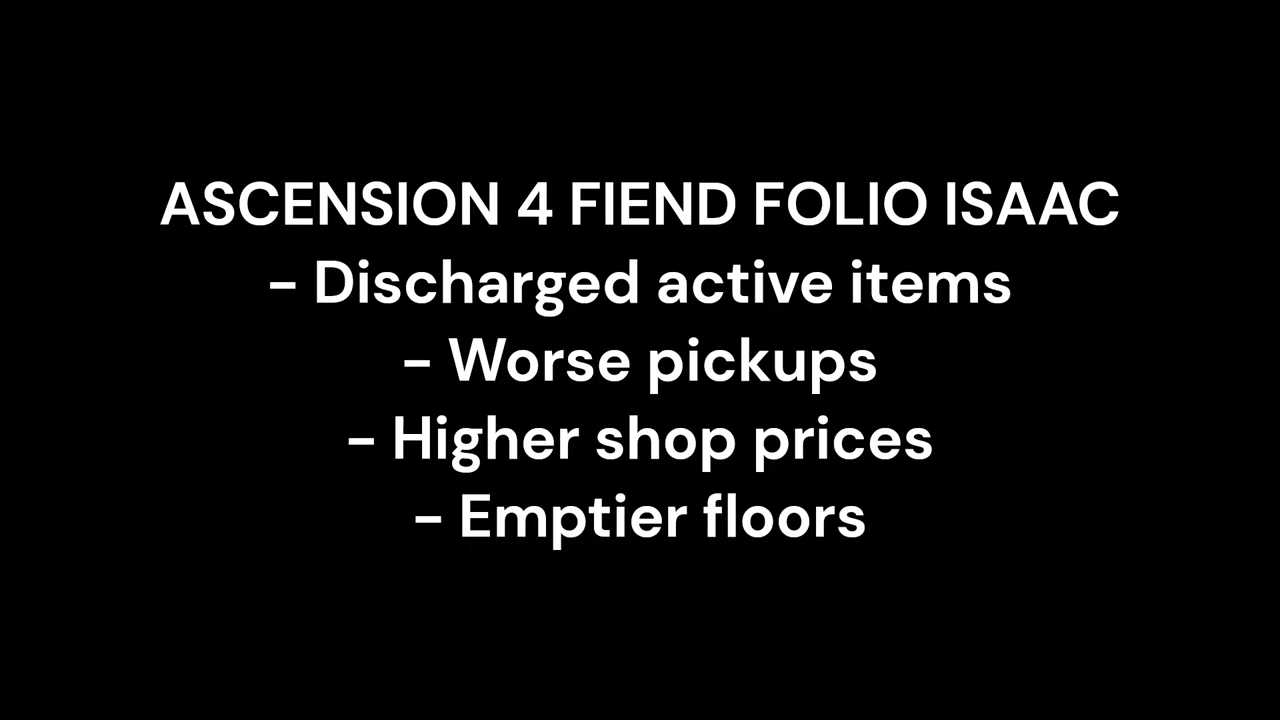 ASCENSION 4 FIEND FOLIO ISAAC
- Discharged active items
- Worse pickups
- Higher shop prices
- Emptier floors